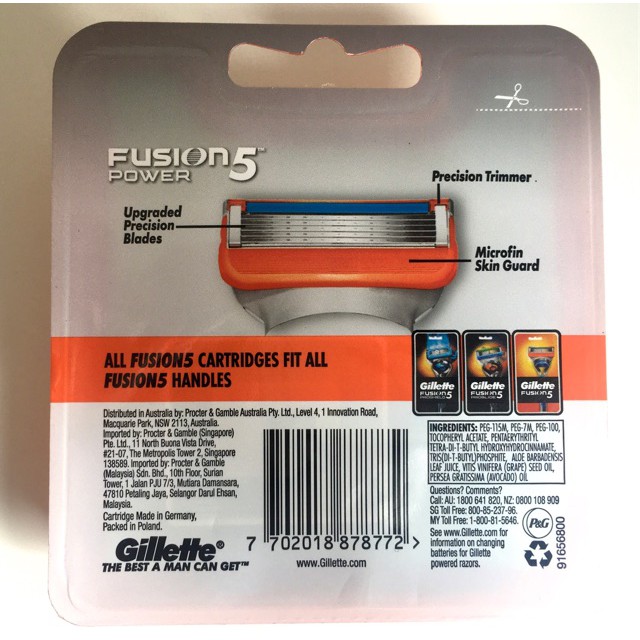 FUSION5™
POWER
Precision Trimmer
Upgraded
Precision
Blades
Microfin
Skin Guard
ALL FUSION5 CARTRIDGES FIT ALL
FUSION5 HANDLES
Gillette
FUSION5
PROSHIELD
Gillette
FUSION5
Gillette
FUSION5
Distributed in Australia by: Procter & Gamble Australia Pty. Ltd., Level 4, 1 Innovation Road,
Macquarie Park, NSW 2113, Australia.
Imported by: Procter & Gamble (Singapore)
Pte. Ltd., 11 North Buona Vista Drive,
#21-07, The Metropolis Tower 2, Singapore
138589. Imported by: Procter & Gamble
(Malaysia) Sdn. Bhd., 10th Floor, Surian
Tower, 1 Jalan PJU 7/3, Mutiara Damansara,
47810 Petaling Jaya, Selangor Darul Ehsan,
Malaysia.
Cartridge Made in Germany,
Packed in Poland.
Gillette®
THE BEST A MAN CAN GET™
7 702018 878772 >
www.Gillette.com
INGREDIENTS: PEG-115M, PEG-7M, PEG-100,
TOCOPHERYL ACETATE, PENTAERYTHRITYL
TETRA-DI-T-BUTYL HYDROXYHYDROCINNAMATE,
TRIS(DI-T-BUTYL)PHOSPHITE, ALOE BARBADENSIS
LEAF JUICE, VITIS VINIFERA (GRAPE) SEED OIL,
PERSEA GRATISSIMA (AVOCADO) OIL
Questions? Comments?
Call: AU: 1800 641 820, NZ: 0800 108 909
SG Toll Free: 800-85-237-96.
MY Toll Free: 1-800-81-5646.
See www.Gillette.com for
information on changing
batteries for Gillette
powered razors.
P&G
91656800